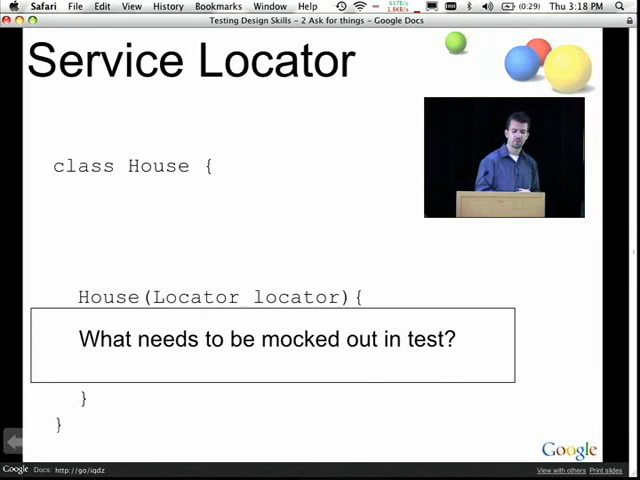 Safari File Edit View History Bookmarks Window Help (0:29) Thu 3:18 PM
Testing Design Skills - 2 Ask for things - Google Docs
Service Locator
class House {
House(Locator locator){
What needs to be mocked out in test?
}
}
Google
Google Docs: http://go/iqdz View with others Print slides